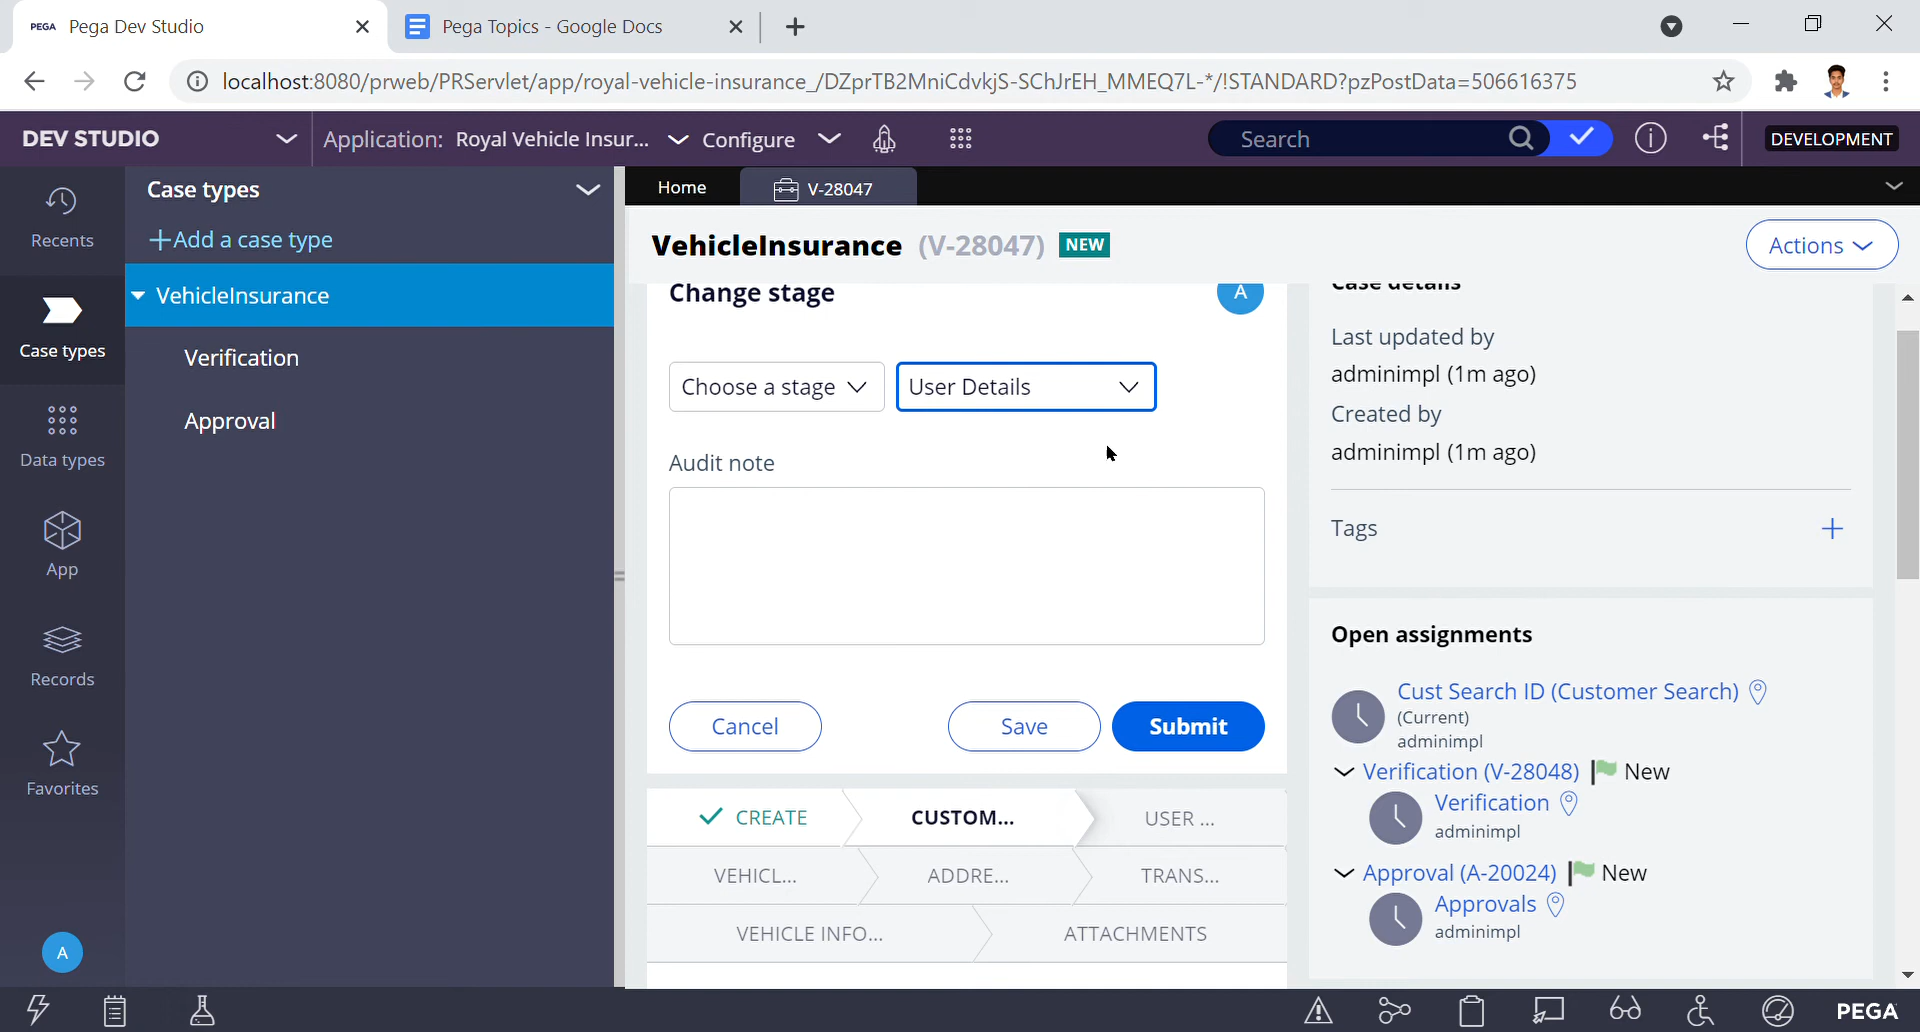 PEGA Pega Dev Studio
Pega Topics - Google Docs
localhost:8080/prweb/PRServlet/app/royal-vehicle-insurance_/DZprTB2MniCdvkjS-SChJrEH_MMEQ7L-*/!STANDARD?pzPostData=506616375
DEV STUDIO
Application: Royal Vehicle Insur...
Configure
Search
DEVELOPMENT
Recents
Case types
Data types
App
Records
Favorites
A
Case types
+Add a case type
VehicleInsurance
Verification
Approval
Home
V-28047
VehicleInsurance (V-28047) NEW
Actions
Change stage
A
Choose a stage
User Details
Audit note
Cancel
Save
Submit
CREATE
CUSTOM...
USER ...
VEHICL...
ADDRE...
TRANS...
VEHICLE INFO...
ATTACHMENTS
Case details
Last updated by
adminimpl (1m ago)
Created by
adminimpl (1m ago)
Tags
Open assignments
Cust Search ID (Customer Search)
(Current)
adminimpl
Verification (V-28048) New
Verification
adminimpl
Approval (A-20024) New
Approvals
adminimpl
PEGA